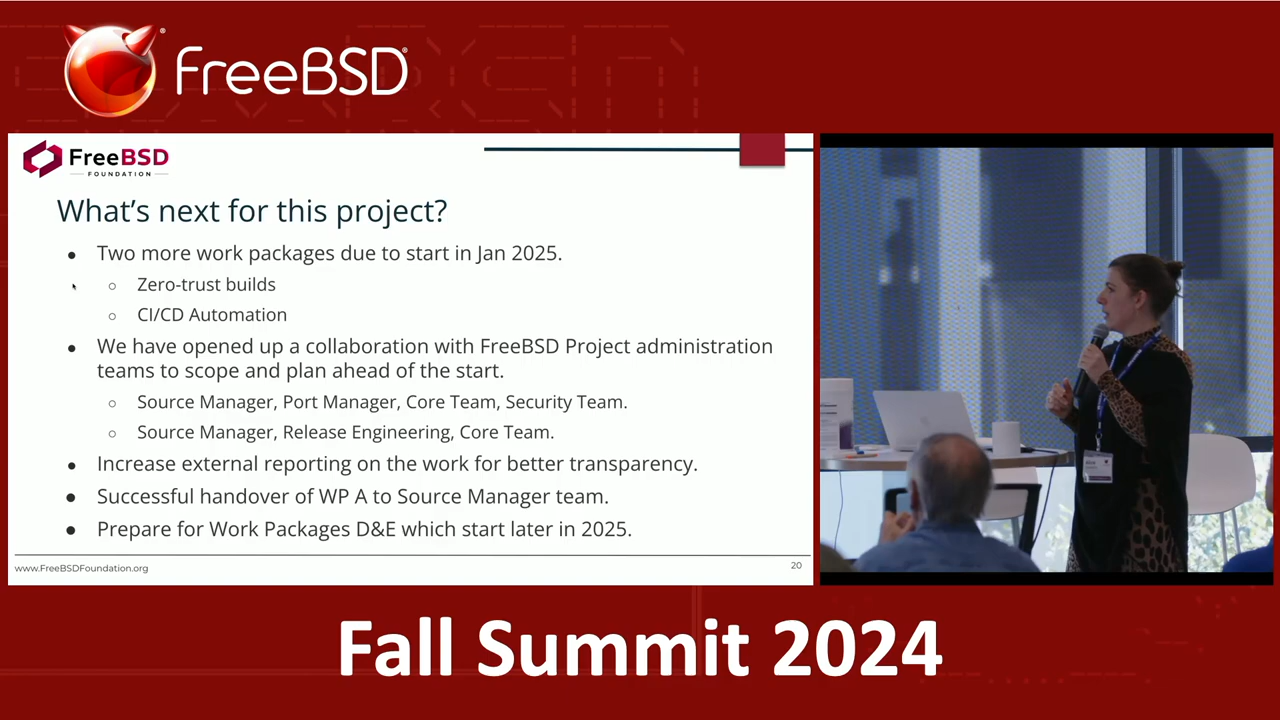 FreeBSD®
FreeBSD
FOUNDATION
What's next for this project?
● Two more work packages due to start in Jan 2025.
○ Zero-trust builds
○ CI/CD Automation
● We have opened up a collaboration with FreeBSD Project administration
teams to scope and plan ahead of the start.
○ Source Manager, Port Manager, Core Team, Security Team.
○ Source Manager, Release Engineering, Core Team.
● Increase external reporting on the work for better transparency.
● Successful handover of WP A to Source Manager team.
● Prepare for Work Packages D&E which start later in 2025.
www.FreeBSDFoundation.org
20
Fall Summit 2024